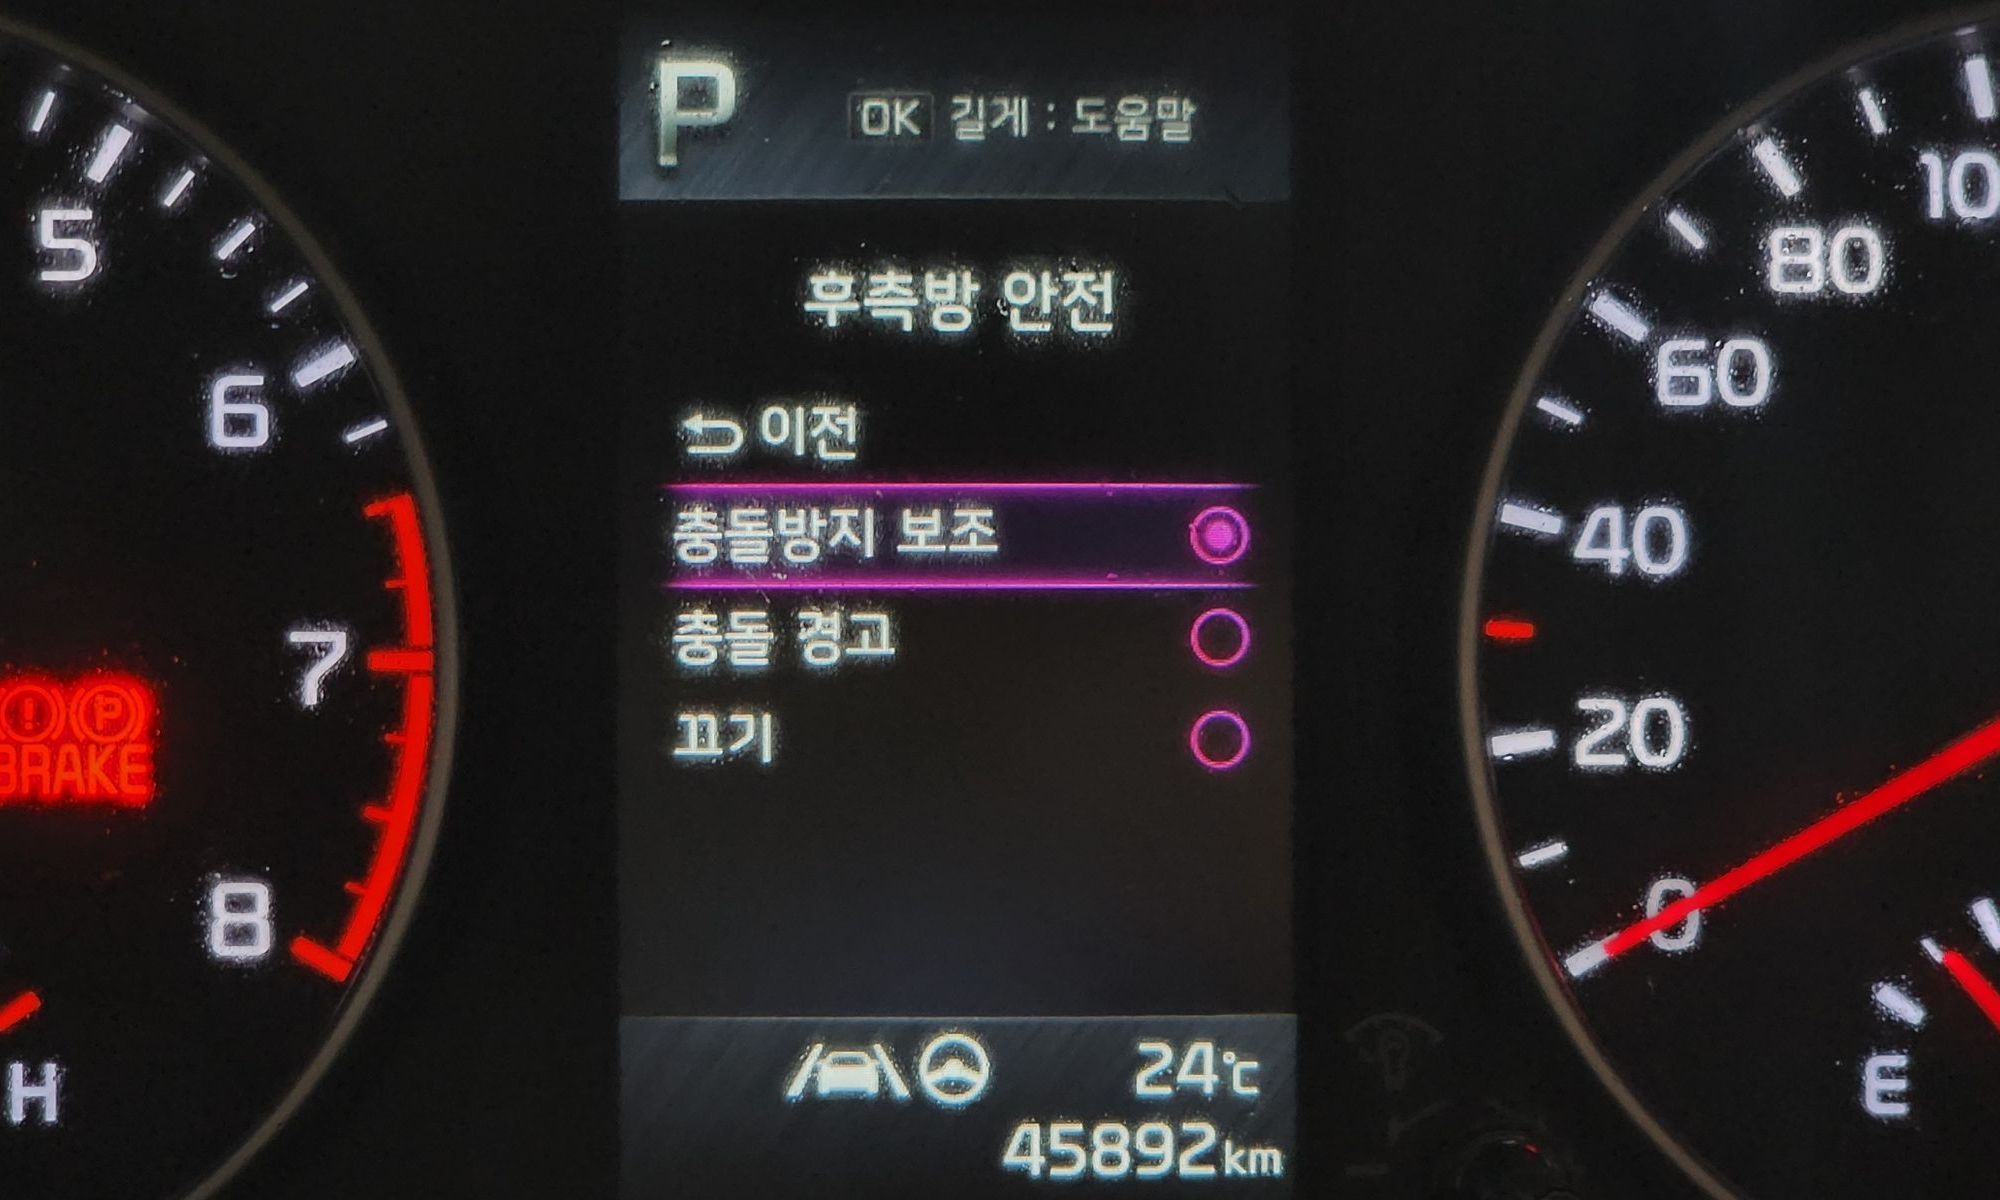 P
OK 길게 : 도움말
후측방 안전
이전
충돌방지 보조
충돌 경고
끄기
24℃
45892km
5
6
7
8
H
P
BRAKE
10
80
60
40
20
0
E